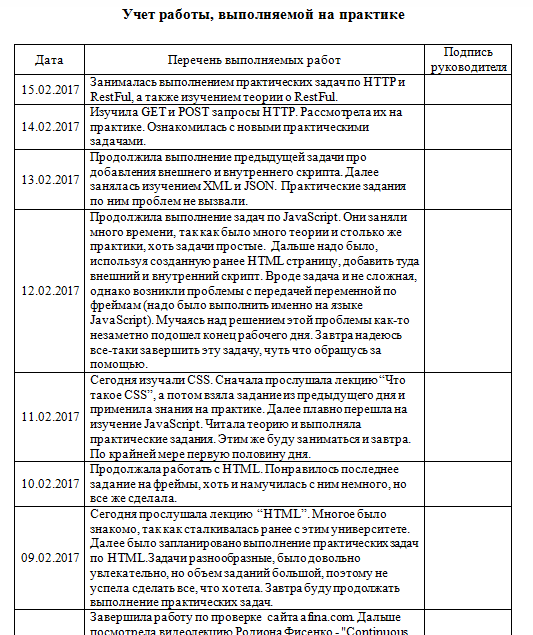 Учет работы, выполняемой на практике
Дата
Перечень выполняемых работ
Подпись
руководителя
15.02.2017
Занималась выполнением практических задач по HTTP и
RestFul, а также изучением теории о RestFul.
14.02.2017
Изучила GET и POST запросы HTTP. Рассмотрела их на
практике. Ознакомилась с новыми практическими
задачами.
13.02.2017
Продолжила выполнение предыдущей задачи про
добавления внешнего и внутреннего скрипта. Далее
занялась изучением XML и JSON. Практические задания
по ним проблем не вызвали.
12.02.2017
Продолжила выполнение задач по JavaScript. Они заняли
много времени, так как было много теории и столько же
практики, хоть задачи простые. Дальше надо было,
используя созданную ранее HTML страницу, добавить туда
внешний и внутренний скрипт. Вроде задача и не сложная,
однако возникли проблемы с передачей переменной по
фреймам (надо было выполнить именно на языке
JavaScript). Мучаясь над решением этой проблемы как-то
незаметно подошел конец рабочего дня. Завтра надеюсь
все-таки завершить эту задачу, чуть что обращусь за
помощью.
11.02.2017
Сегодня изучали CSS. Сначала прослушала лекцию “Что
такое CSS”, а потом взяла задание из предыдущего дня и
применила знания на практике. Далее плавно перешла на
изучение JavaScript. Читала теорию и выполняла
практические задания. Этим же буду заниматься и завтра.
По крайней мере первую половину дня.
10.02.2017
Продолжала работать с HTML. Понравилось последнее
задание на фреймы, хоть и намучилась с ним немного, но
все же сделала.
09.02.2017
Сегодня прослушала лекцию “HTML”. Многое было
знакомо, так как сталкивалась ранее с этим университете.
Далее было запланировано выполнение практических задач
по HTML.Задачи разнообразные, было довольно
увлекательно, но объем заданий большой, поэтому не
успела сделать все, что хотела. Завтра буду продолжать
выполнение практических задач.
Завершила работу по проверке сайта afina.com. Дальше
посмотрела видеолекцию Родиона Фисенко - "Continuous